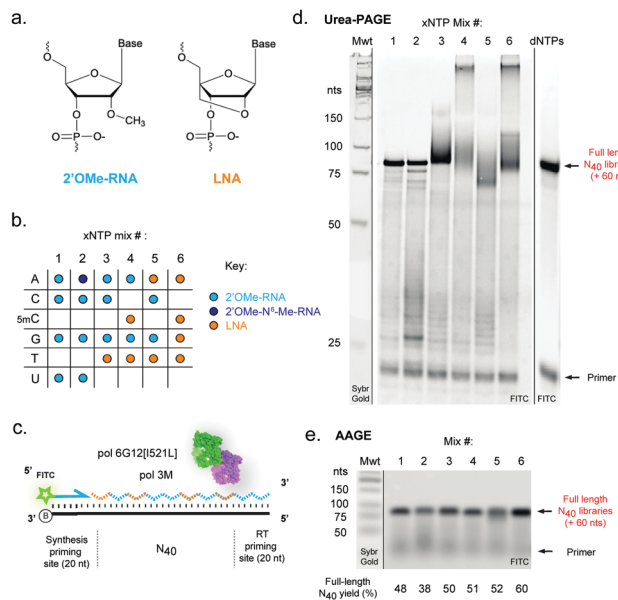 a.
Base
O
O
O
O
CH₃
O=P-O-
2'OMe-RNA
Base
O
O
O
O
O=P-O-
LNA
b.
xNTP mix # :
1 2 3 4 5 6
A
C
5mC
G
T
U
Key:
2'OMe-RNA
2'OMe-N⁶-Me-RNA
LNA
c.
pol 6G12[I521L]
pol 3M
5'
FITC
3'
3'
B
5'
Synthesis
priming
site (20 nt)
N₄₀
RT
priming
site (20 nt)
d. Urea-PAGE
xNTP Mix #:
Mwt 1 2 3 4 5 6 dNTPs
nts
150
100
75
50
25
Full len
N₄₀ libra
(+ 60 n
Primer
Sybr
Gold
FITC
FITC
e. AAGE
Mix #:
Mwt 1 2 3 4 5 6
nts
150
100
75
50
Full length
N₄₀ libraries
(+ 60 nts)
Primer
Sybr
Gold
FITC
Full-length
N₄₀ yield (%)
48 38 50 51 52 60